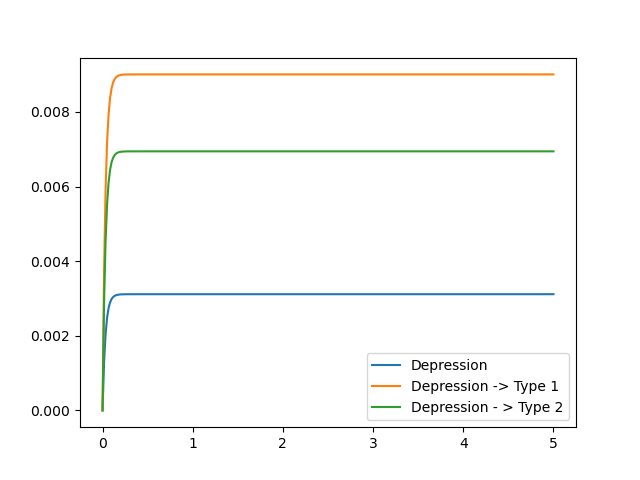 0.008
0.006
0.004
0.002
0.000
0 1 2 3 4 5
Depression
Depression -> Type 1
Depression - > Type 2